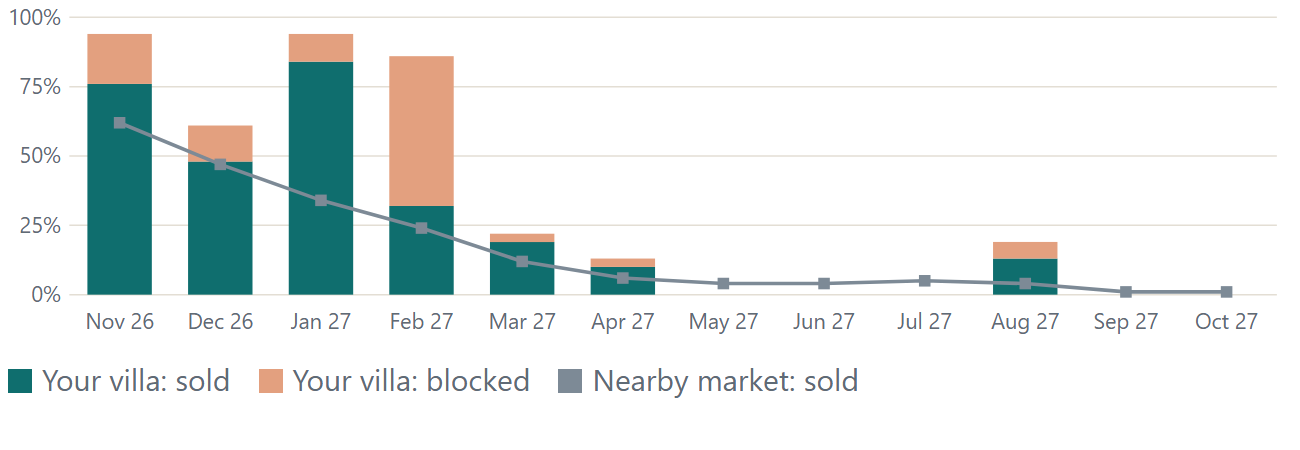 100%
75%
50%
25%
0%
Nov 26 Dec 26 Jan 27 Feb 27 Mar 27 Apr 27 May 27 Jun 27 Jul 27 Aug 27 Sep 27 Oct 27
Your villa: sold Your villa: blocked Nearby market: sold